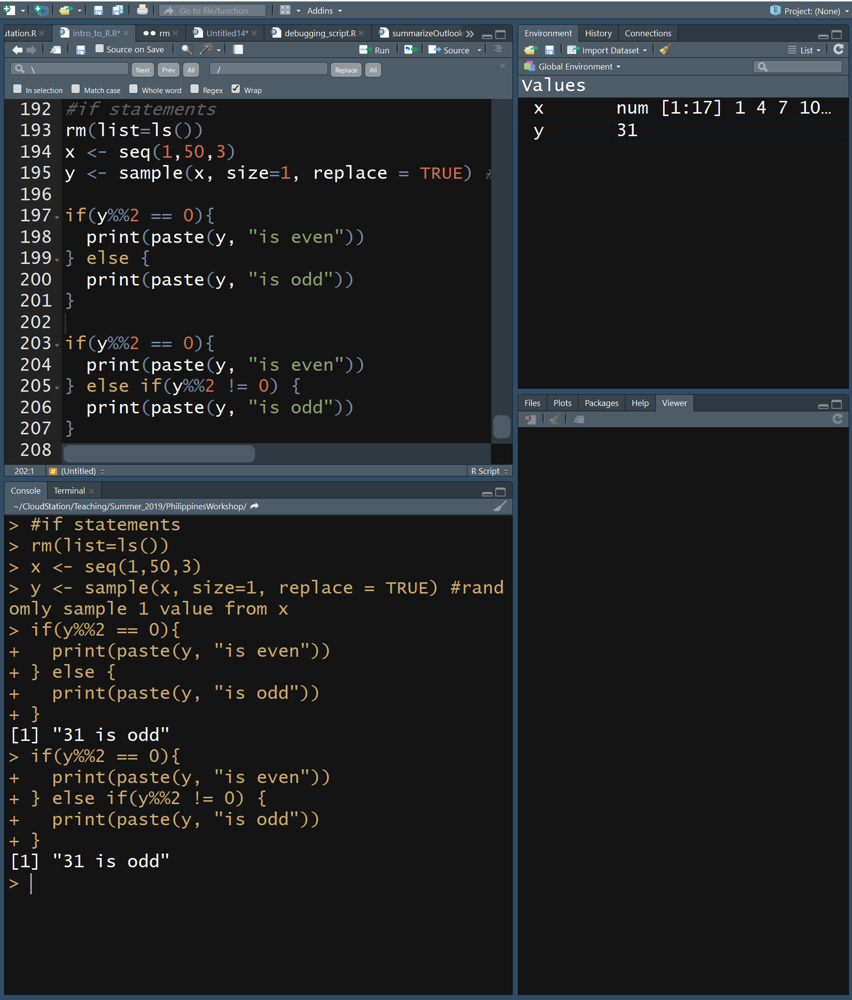 Go to file/function
Addins
Project: (None)
utation.R
intro_to_R.R*
rm
Untitled14*
debugging_script.R
summarizeOutlook
Source on Save
Run
Source
\
Next
Prev
All
/
Replace
All
In selection
Match case
Whole word
Regex
Wrap
192 #if statements
193 rm(list=ls())
194 x <- seq(1,50,3)
195 y <- sample(x, size=1, replace = TRUE) #
196
197 if(y%%2 == 0){
198   print(paste(y, "is even"))
199 } else {
200   print(paste(y, "is odd"))
201 }
202
203 if(y%%2 == 0){
204   print(paste(y, "is even"))
205 } else if(y%%2 != 0) {
206   print(paste(y, "is odd"))
207 }
208
202:1
# (Untitled)
R Script
Console
Terminal
~/CloudStation/Teaching/Summer_2019/PhilippinesWorkshop/
> #if statements
> rm(list=ls())
> x <- seq(1,50,3)
> y <- sample(x, size=1, replace = TRUE) #rand
omly sample 1 value from x
> if(y%%2 == 0){
+   print(paste(y, "is even"))
+ } else {
+   print(paste(y, "is odd"))
+ }
[1] "31 is odd"
> if(y%%2 == 0){
+   print(paste(y, "is even"))
+ } else if(y%%2 != 0) {
+   print(paste(y, "is odd"))
+ }
[1] "31 is odd"
>
Environment
History
Connections
Import Dataset
List
Global Environment
Values
x num [1:17] 1 4 7 10…
y 31
Files
Plots
Packages
Help
Viewer